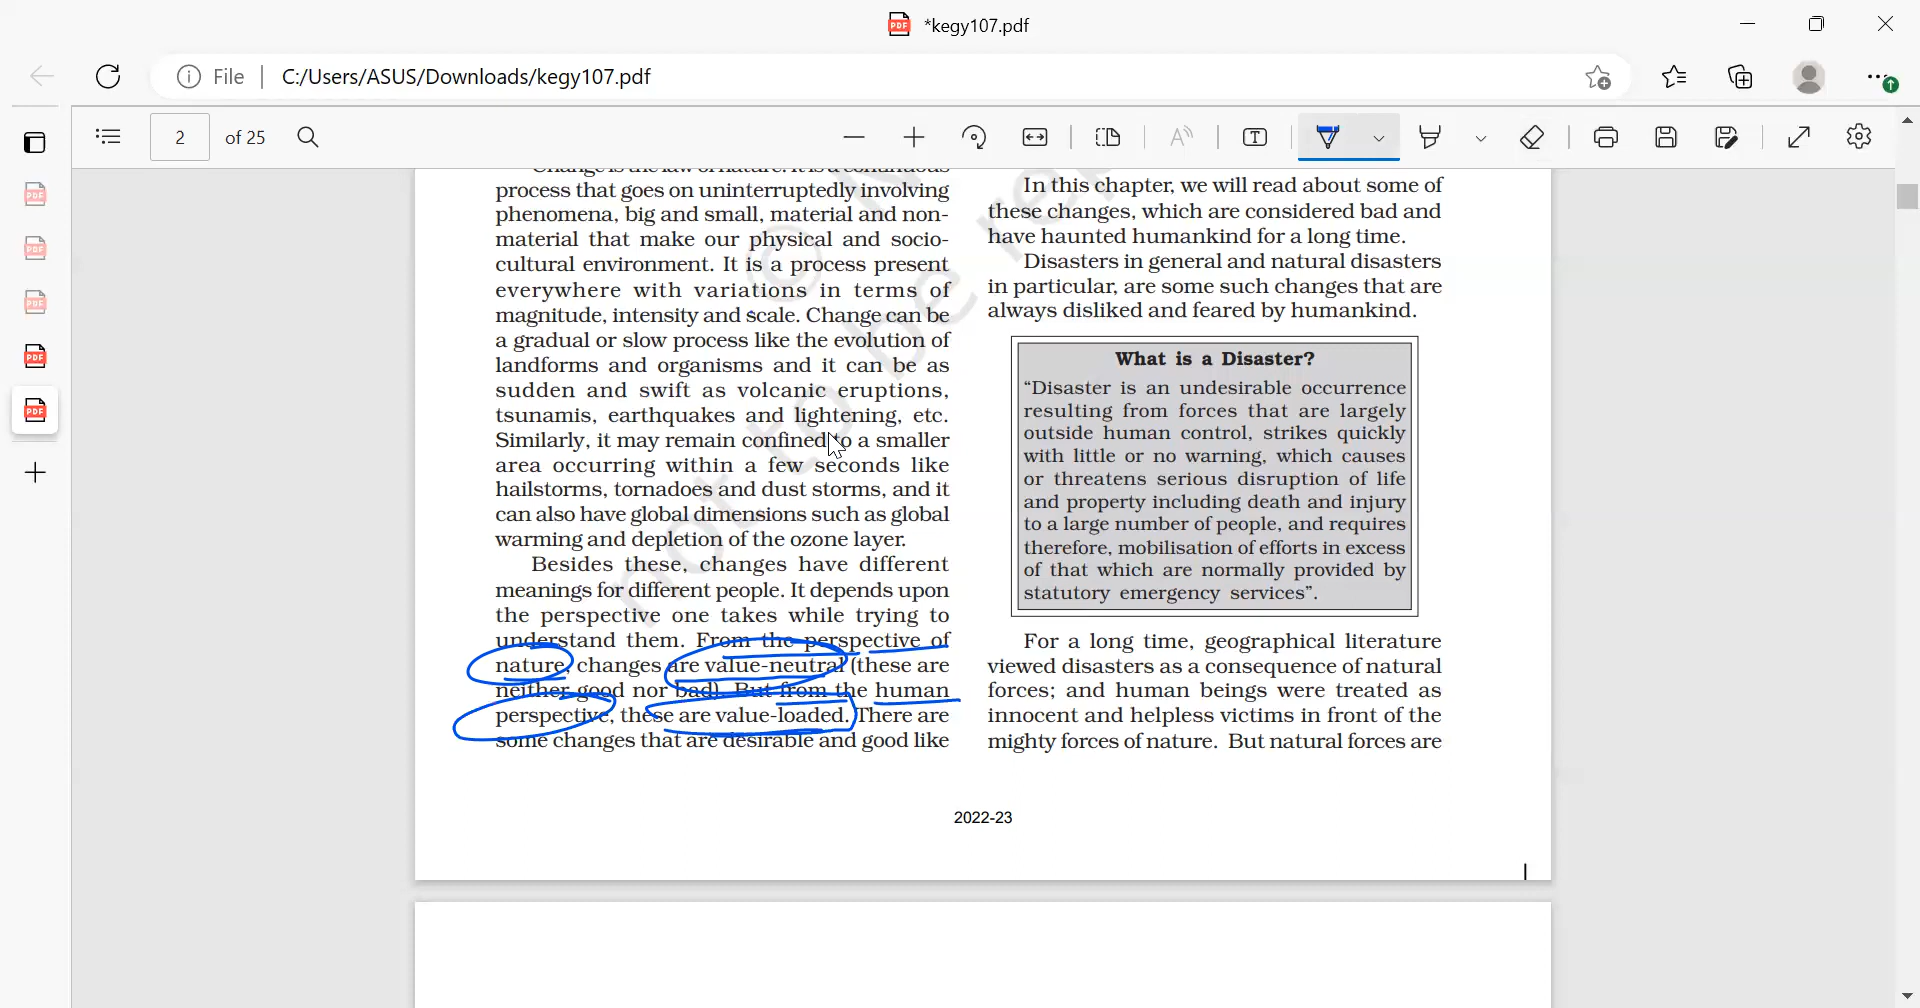 *kegy107.pdf
File
C:/Users/ASUS/Downloads/kegy107.pdf
2 of 25
Change is the law of nature. It is a continuous
process that goes on uninterruptedly involving
phenomena, big and small, material and non-
material that make our physical and socio-
cultural environment. It is a process present
everywhere with variations in terms of
magnitude, intensity and scale. Change can be
a gradual or slow process like the evolution of
landforms and organisms and it can be as
sudden and swift as volcanic eruptions,
tsunamis, earthquakes and lightening, etc.
Similarly, it may remain confined to a smaller
area occurring within a few seconds like
hailstorms, tornadoes and dust storms, and it
can also have global dimensions such as global
warming and depletion of the ozone layer.
Besides these, changes have different
meanings for different people. It depends upon
the perspective one takes while trying to
understand them. From the perspective of
nature, changes are value-neutral (these are
neither good nor bad). But from the human
perspective, these are value-loaded. There are
some changes that are desirable and good like
In this chapter, we will read about some of
these changes, which are considered bad and
have haunted humankind for a long time.
Disasters in general and natural disasters
in particular, are some such changes that are
always disliked and feared by humankind.
What is a Disaster?
“Disaster is an undesirable occurrence
resulting from forces that are largely
outside human control, strikes quickly
with little or no warning, which causes
or threatens serious disruption of life
and property including death and injury
to a large number of people, and requires
therefore, mobilisation of efforts in excess
of that which are normally provided by
statutory emergency services”.
For a long time, geographical literature
viewed disasters as a consequence of natural
forces; and human beings were treated as
innocent and helpless victims in front of the
mighty forces of nature. But natural forces are
2022-23
© N
not to be rep